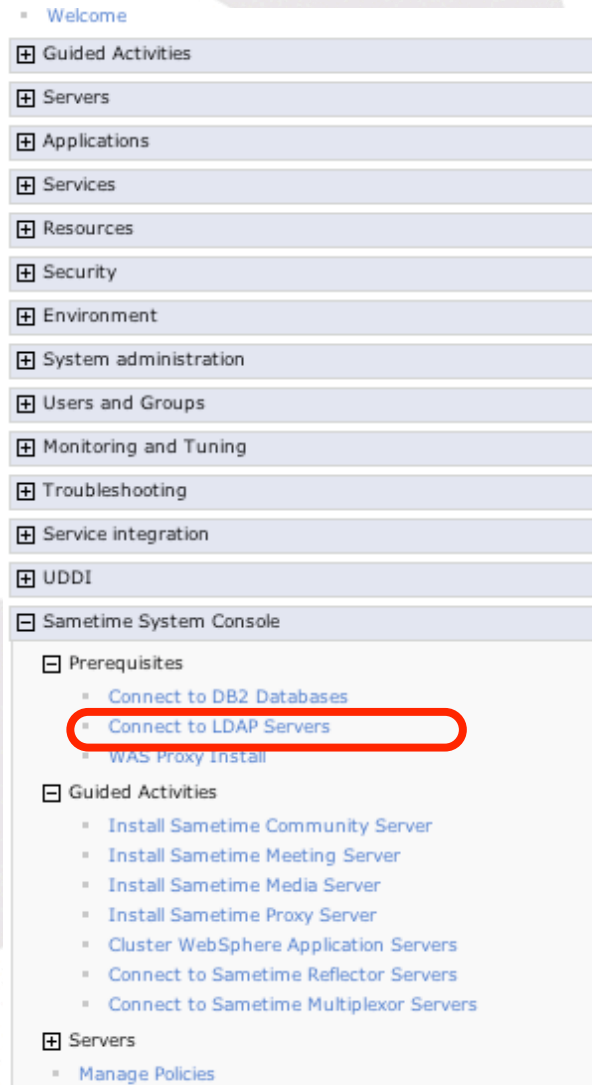 Welcome
Guided Activities
Servers
Applications
Services
Resources
Security
Environment
System administration
Users and Groups
Monitoring and Tuning
Troubleshooting
Service integration
UDDI
Sametime System Console
Prerequisites
Connect to DB2 Databases
Connect to LDAP Servers
WAS Proxy Install
Guided Activities
Install Sametime Community Server
Install Sametime Meeting Server
Install Sametime Media Server
Install Sametime Proxy Server
Cluster WebSphere Application Servers
Connect to Sametime Reflector Servers
Connect to Sametime Multiplexor Servers
Servers
Manage Policies